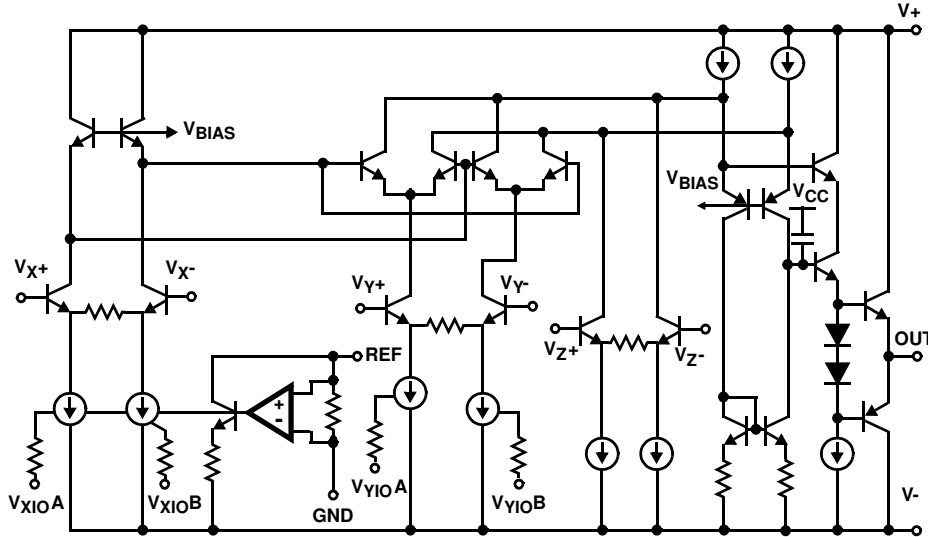 V+
VBIAS
VBIAS
VCC
VX+
VX-
VY+
VY-
VZ+
VZ-
REF
OUT
+
-
VXIOA
VXIOB
GND
VYIOA
VYIOB
V-